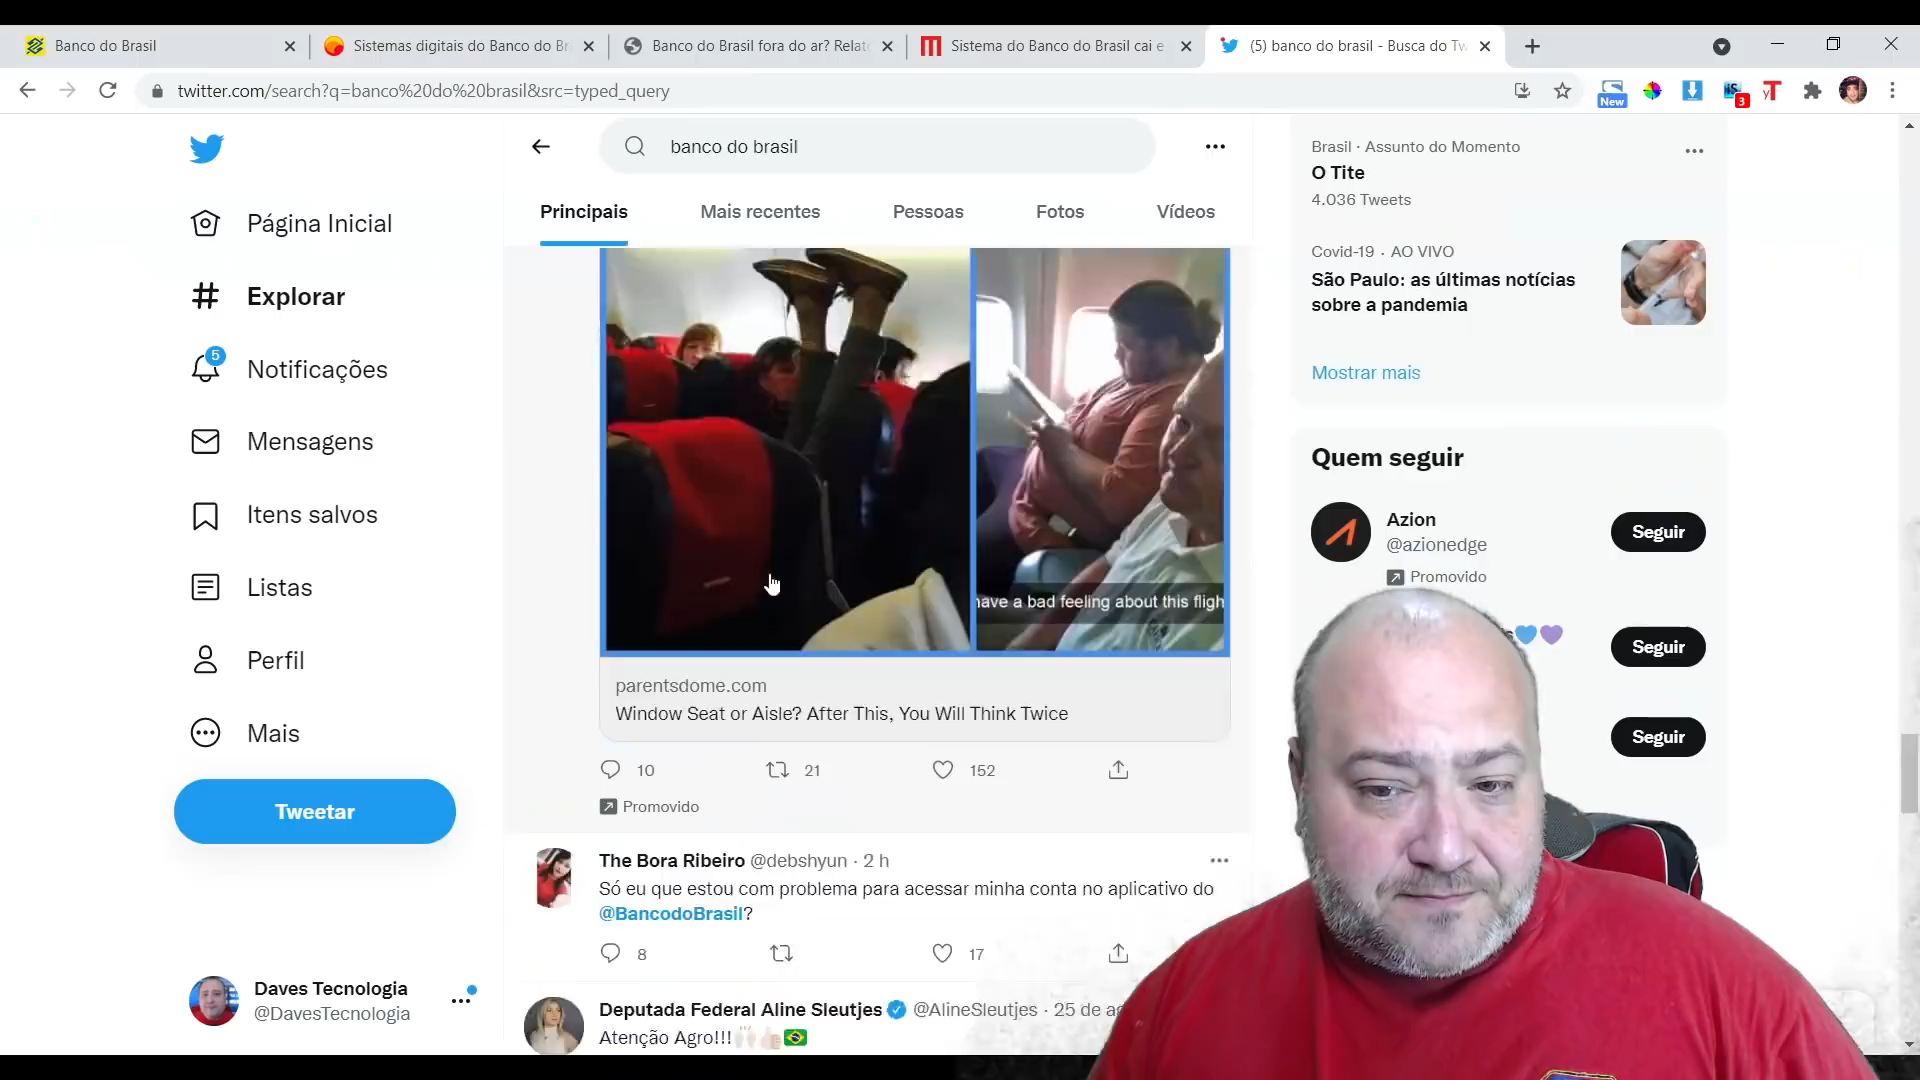 Banco do Brasil
Sistemas digitais do Banco do Br
Banco do Brasil fora do ar? Relat
Sistema do Banco do Brasil cai e
(5) banco do brasil - Busca do Tw
twitter.com/search?q=banco%20do%20brasil&src=typed_query
New
3
banco do brasil
Principais
Mais recentes
Pessoas
Fotos
Vídeos
Página Inicial
Explorar
5
Notificações
Mensagens
Itens salvos
Listas
Perfil
Mais
Tweetar
Daves Tecnologia
@DavesTecnologia
have a bad feeling about this fligh
parentsdome.com
Window Seat or Aisle? After This, You Will Think Twice
10
21
152
Promovido
The Bora Ribeiro @debshyun · 2 h
Só eu que estou com problema para acessar minha conta no aplicativo do
@BancodoBrasil?
8
17
Deputada Federal Aline Sleutjes @AlineSleutjes · 25 de ag
Atenção Agro!!!🙌🏻👍🏻🇧🇷
Brasil · Assunto do Momento
O Tite
4.036 Tweets
Covid-19 · AO VIVO
São Paulo: as últimas notícias
sobre a pandemia
Mostrar mais
Quem seguir
Azion
@azionedge
Promovido
Seguir
s💙💜
Seguir
Seguir